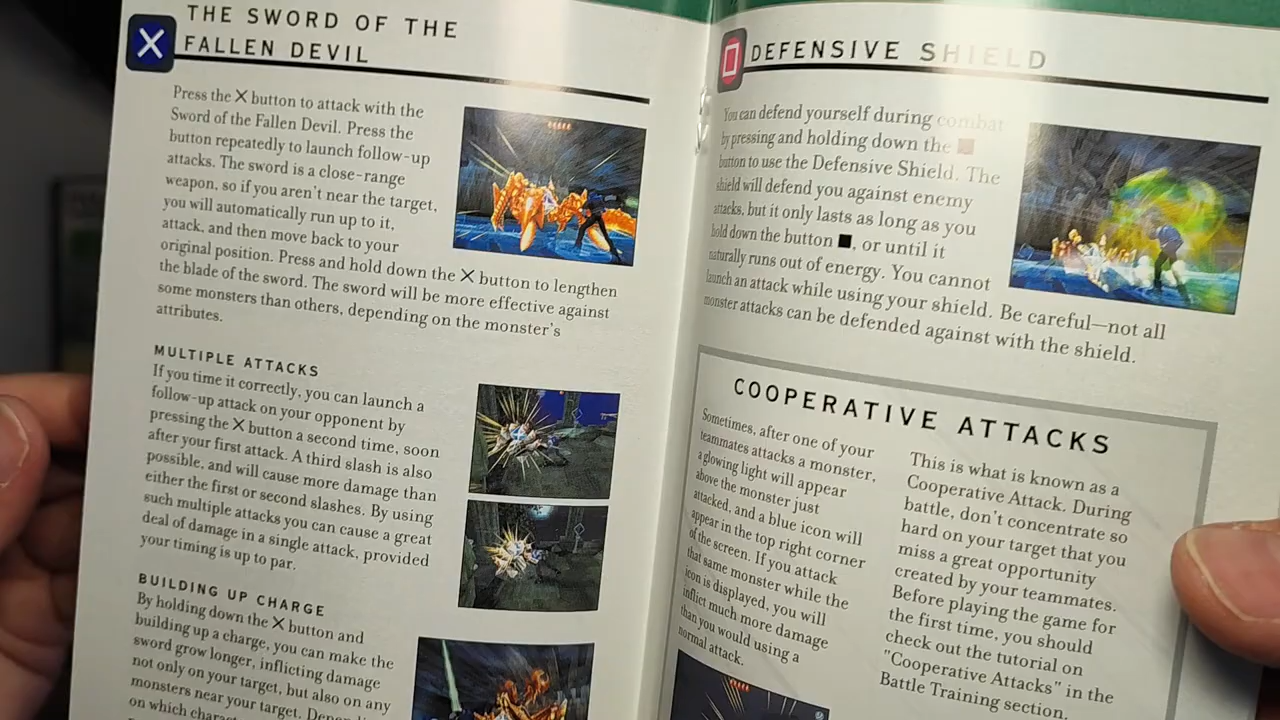 THE SWORD OF THE
FALLEN DEVIL
Press the X button to attack with the
Sword of the Fallen Devil. Press the
button repeatedly to launch follow-up
attacks. The sword is a close-range
weapon, so if you aren't near the target,
you will automatically run up to it,
attack, and then move back to your
original position. Press and hold down the X button to lengthen
the blade of the sword. The sword will be more effective against
some monsters than others, depending on the monster's
attributes.
MULTIPLE ATTACKS
If you time it correctly, you can launch a
follow-up attack on your opponent by
pressing the X button a second time, soon
after your first attack. A third slash is also
possible, and will cause more damage than
either the first or second slashes. By using
such multiple attacks you can cause a great
deal of damage in a single attack, provided
your timing is up to par.
BUILDING UP CHARGE
By holding down the X button and
building up a charge, you can make the
sword grow longer, inflicting damage
not only on your target, but also on any
monsters near your target.
on which
DEFENSIVE SHIELD
You can defend yourself during combat
by pressing and holding down the ■
button to use the Defensive Shield. The
shield will defend you against enemy
attacks, but it only lasts as long as you
hold down the button ■, or until it
naturally runs out of energy. You cannot
launch an attack while using your shield. Be careful—not all
monster attacks can be defended against with the shield.
COOPERATIVE ATTACKS
Sometimes, after one of your
teammates attacks a monster,
a glowing light will appear
above the monster just
attacked, and a blue icon will
appear in the top right corner
of the screen. If you attack
that same monster while the
icon is displayed, you will
inflict much more damage
than you would using a
normal attack.
This is what is known as a
Cooperative Attack. During
battle, don't concentrate so
hard on your target that you
miss a great opportunity
created by your teammates.
Before playing the game for
the first time, you should
check out the tutorial on
"Cooperative Attacks" in the
Battle Training section.